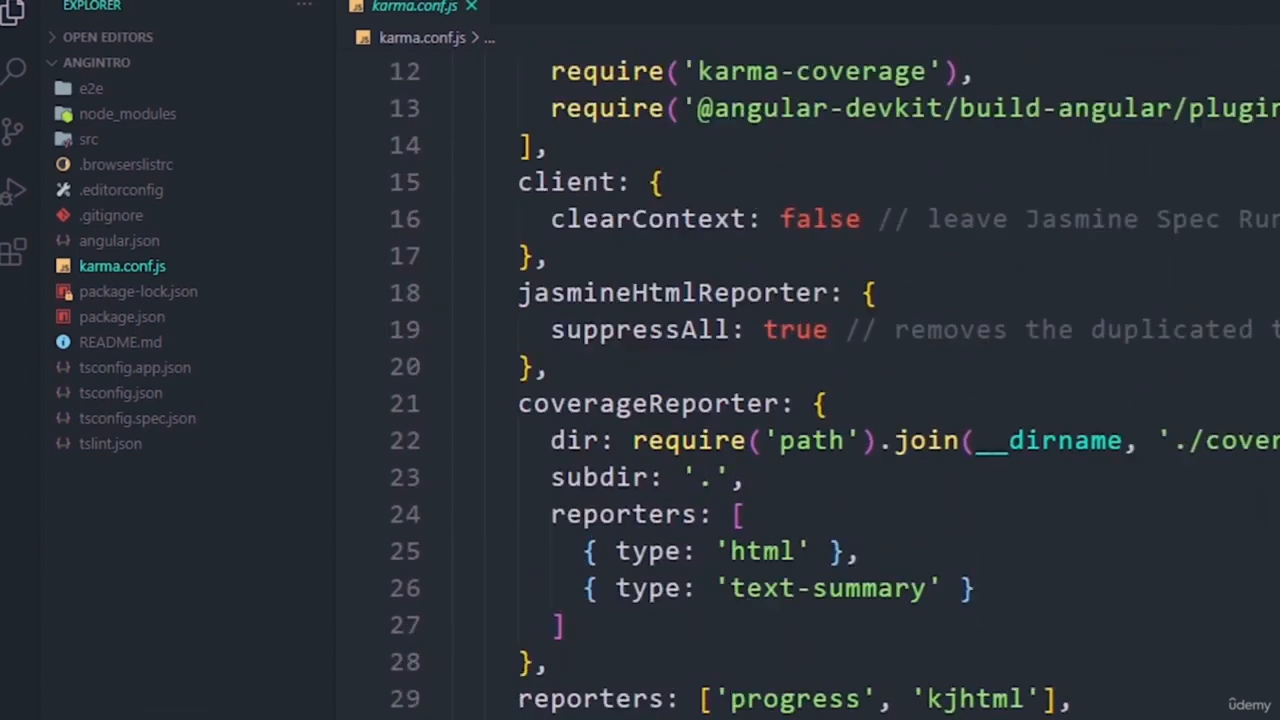 EXPLORER
...
karma.conf.js
OPEN EDITORS
karma.conf.js > ...
ANGINTRO
e2e
node_modules
src
.browserslistrc
.editorconfig
.gitignore
angular.json
karma.conf.js
package-lock.json
package.json
README.md
tsconfig.app.json
tsconfig.json
tsconfig.spec.json
tslint.json
12 require('karma-coverage'),
13 require('@angular-devkit/build-angular/plugin
14 ],
15 client: {
16 clearContext: false // leave Jasmine Spec Run
17 },
18 jasmineHtmlReporter: {
19 suppressAll: true // removes the duplicated t
20 },
21 coverageReporter: {
22 dir: require('path').join(__dirname, './cover
23 subdir: '.',
24 reporters: [
25 { type: 'html' },
26 { type: 'text-summary' }
27 ]
28 },
29 reporters: ['progress', 'kjhtml'],
ûdemy